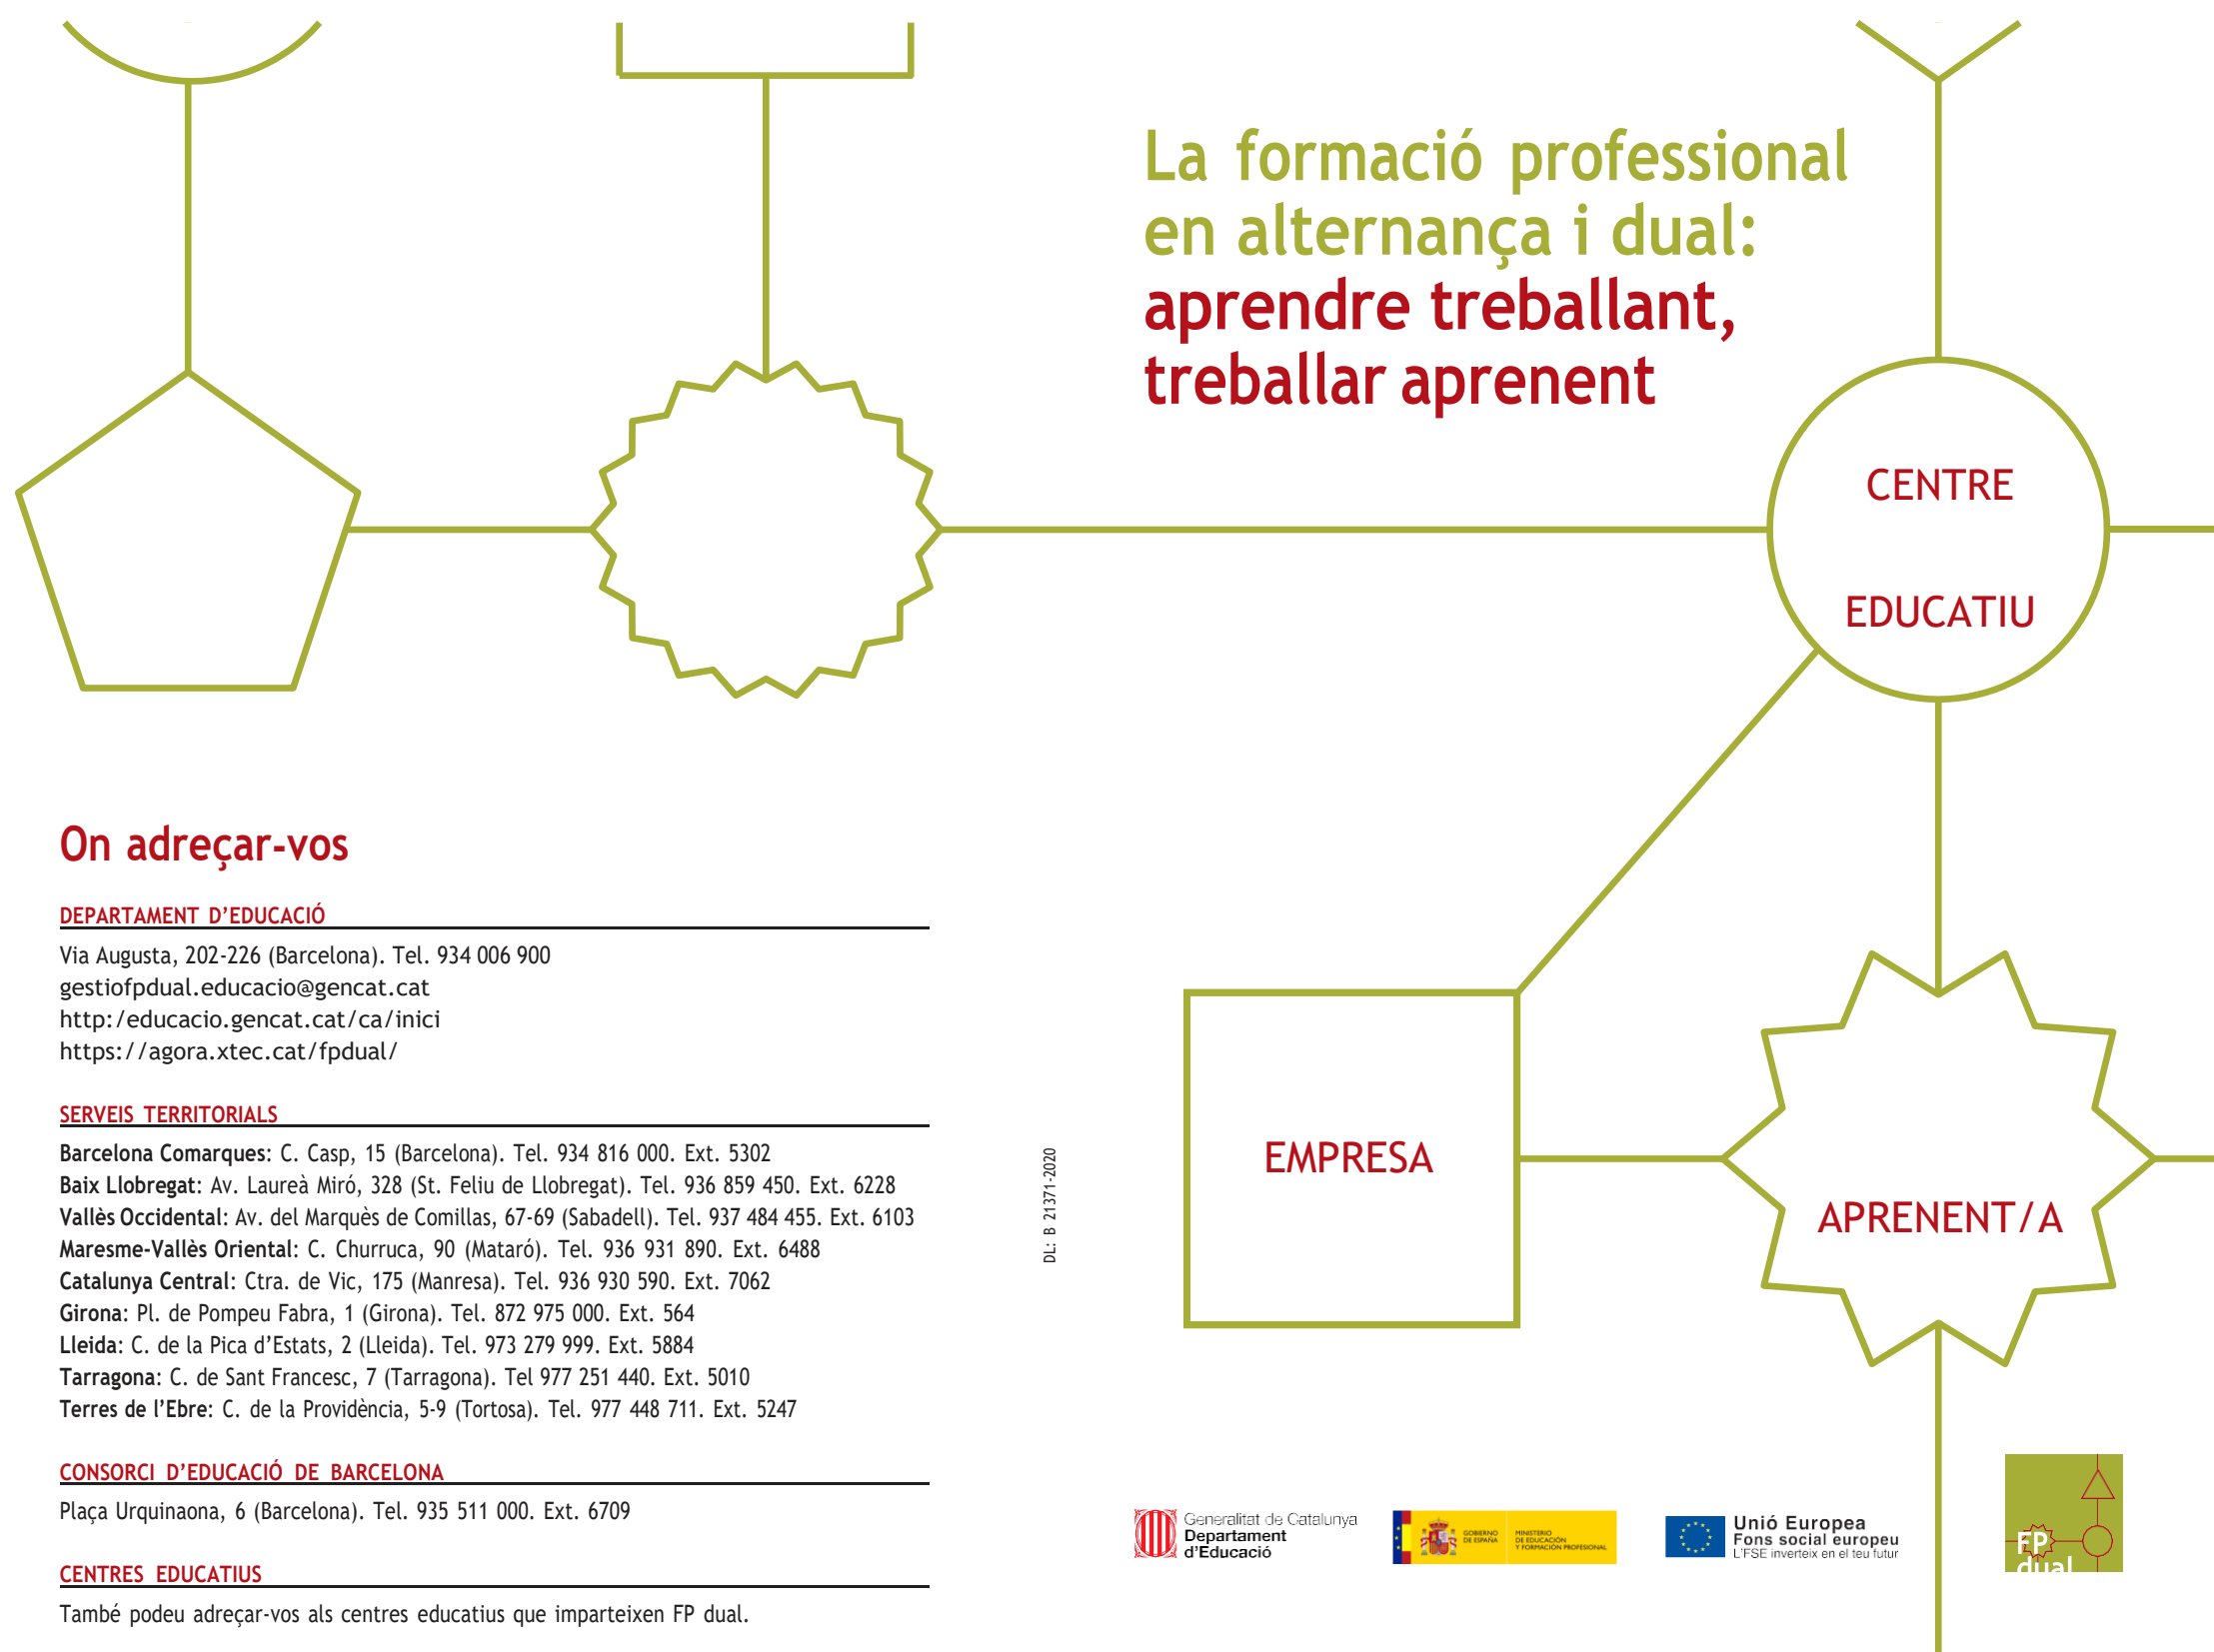 La formació professional
en alternança i dual:
aprendre treballant,
treballar aprenent
CENTRE
EDUCATIU
EMPRESA
APRENENT/A
On adreçar-vos
DEPARTAMENT D’EDUCACIÓ
Via Augusta, 202-226 (Barcelona). Tel. 934 006 900
gestiofpdual.educacio@gencat.cat
http:/educacio.gencat.cat/ca/inici
https://agora.xtec.cat/fpdual/
SERVEIS TERRITORIALS
Barcelona Comarques: C. Casp, 15 (Barcelona). Tel. 934 816 000. Ext. 5302
Baix Llobregat: Av. Laureà Miró, 328 (St. Feliu de Llobregat). Tel. 936 859 450. Ext. 6228
Vallès Occidental: Av. del Marquès de Comillas, 67-69 (Sabadell). Tel. 937 484 455. Ext. 6103
Maresme-Vallès Oriental: C. Churruca, 90 (Mataró). Tel. 936 931 890. Ext. 6488
Catalunya Central: Ctra. de Vic, 175 (Manresa). Tel. 936 930 590. Ext. 7062
Girona: Pl. de Pompeu Fabra, 1 (Girona). Tel. 872 975 000. Ext. 564
Lleida: C. de la Pica d’Estats, 2 (Lleida). Tel. 973 279 999. Ext. 5884
Tarragona: C. de Sant Francesc, 7 (Tarragona). Tel 977 251 440. Ext. 5010
Terres de l’Ebre: C. de la Providència, 5-9 (Tortosa). Tel. 977 448 711. Ext. 5247
CONSORCI D’EDUCACIÓ DE BARCELONA
Plaça Urquinaona, 6 (Barcelona). Tel. 935 511 000. Ext. 6709
CENTRES EDUCATIUS
També podeu adreçar-vos als centres educatius que imparteixen FP dual.
DL: B 21371-2020
Generalitat de Catalunya
Departament
d’Educació
GOBIERNO
DE ESPAÑA
MINISTERIO
DE EDUCACIÓN
Y FORMACIÓN PROFESIONAL
Unió Europea
Fons social europeu
L’FSE inverteix en el teu futur
FP
dual